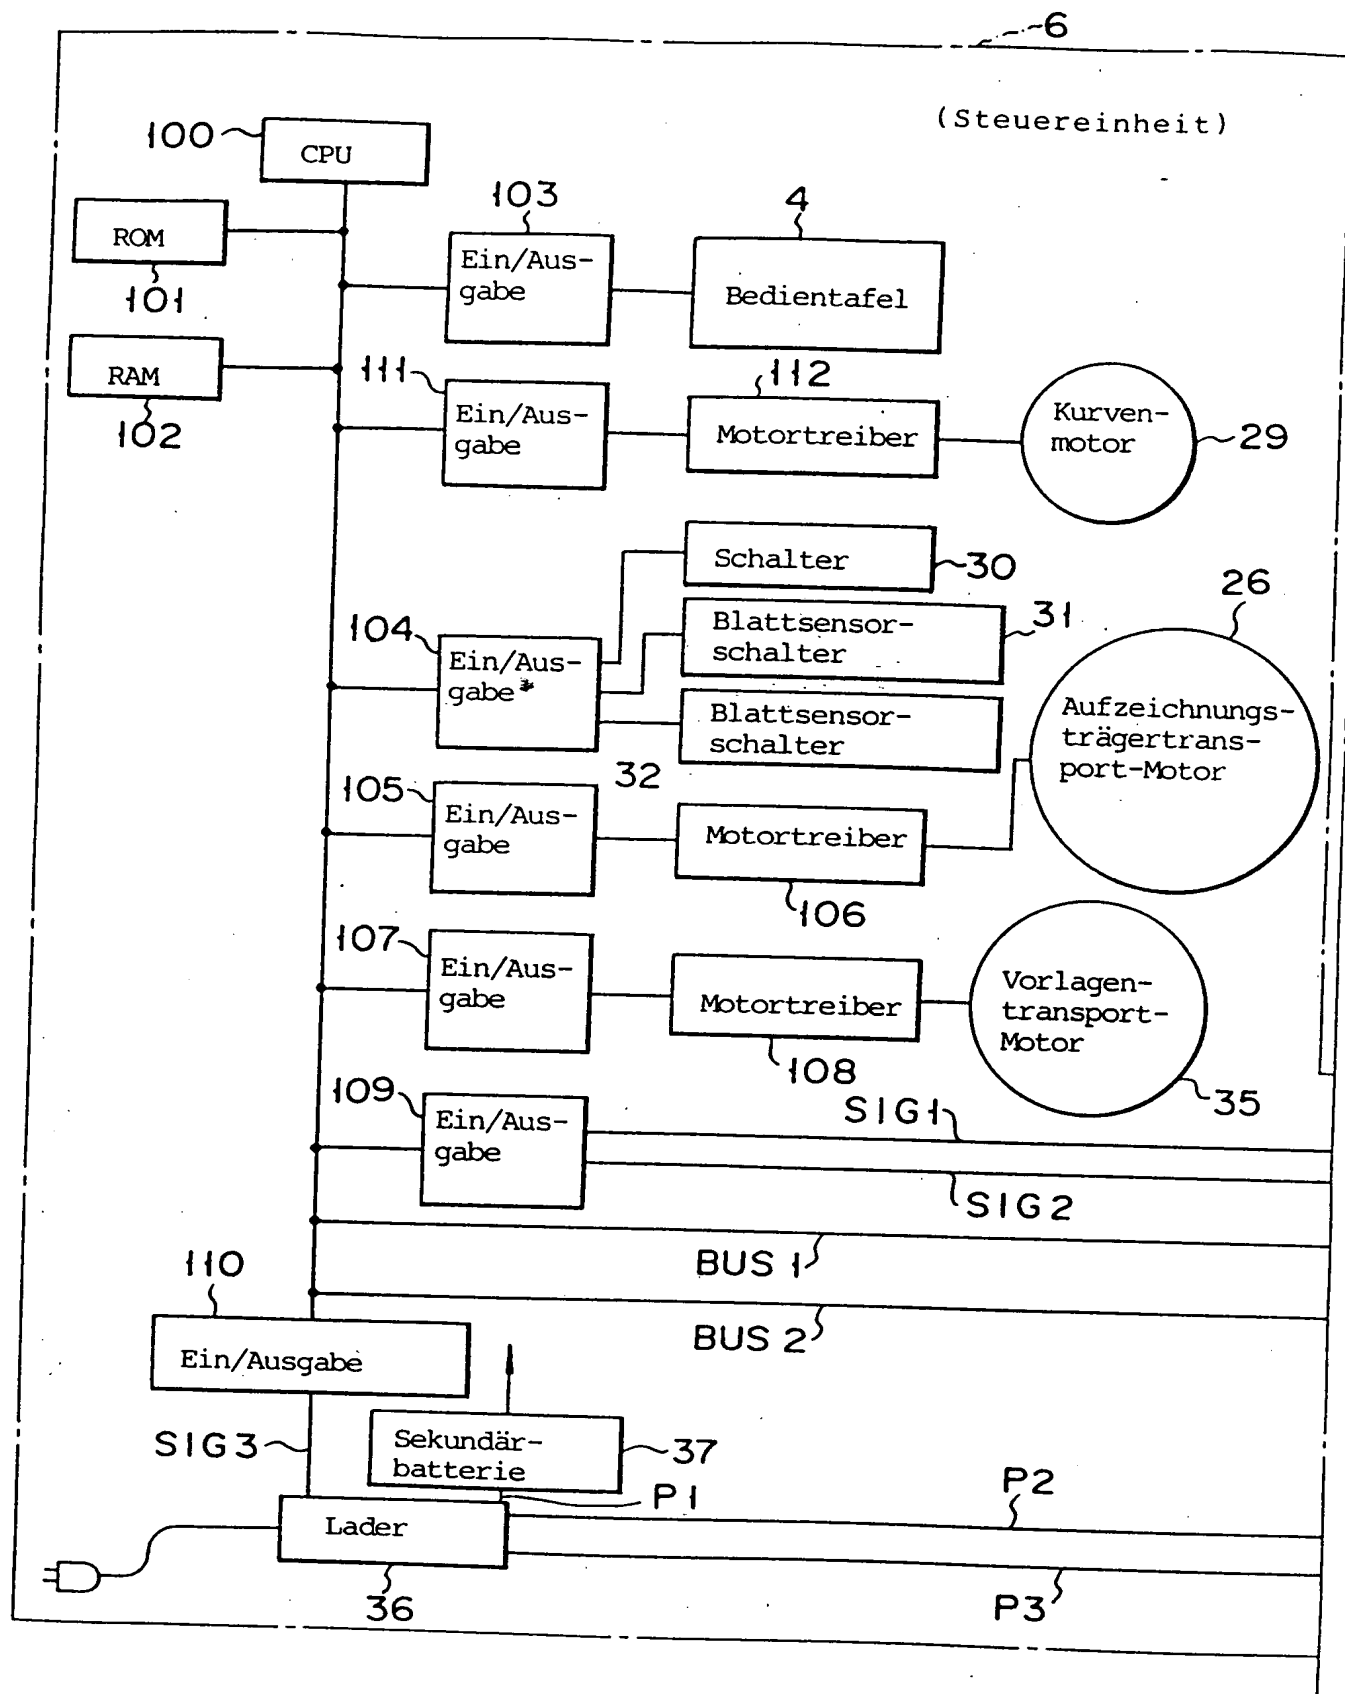 6
(Steuereinheit)
100
CPU
103
4
ROM
Ein/Aus-
gabe
Bedientafel
101
111
112
RAM
Ein/Aus-
gabe
Motortreiber
Kurven-
motor
29
102
Schalter
30
26
104
Blattsensor-
schalter
31
Ein/Aus-
gabe
Blattsensor-
schalter
32
Aufzeichnungs-
trägertrans-
port-Motor
105
Ein/Aus-
gabe
Motortreiber
106
107
Ein/Aus-
gabe
Motortreiber
108
Vorlagen-
transport-
Motor
35
109
Ein/Aus-
gabe
SIG1
SIG2
BUS 1
110
BUS 2
Ein/Ausgabe
SIG3
Sekundär-
batterie
37
P1
P2
Lader
36
P3